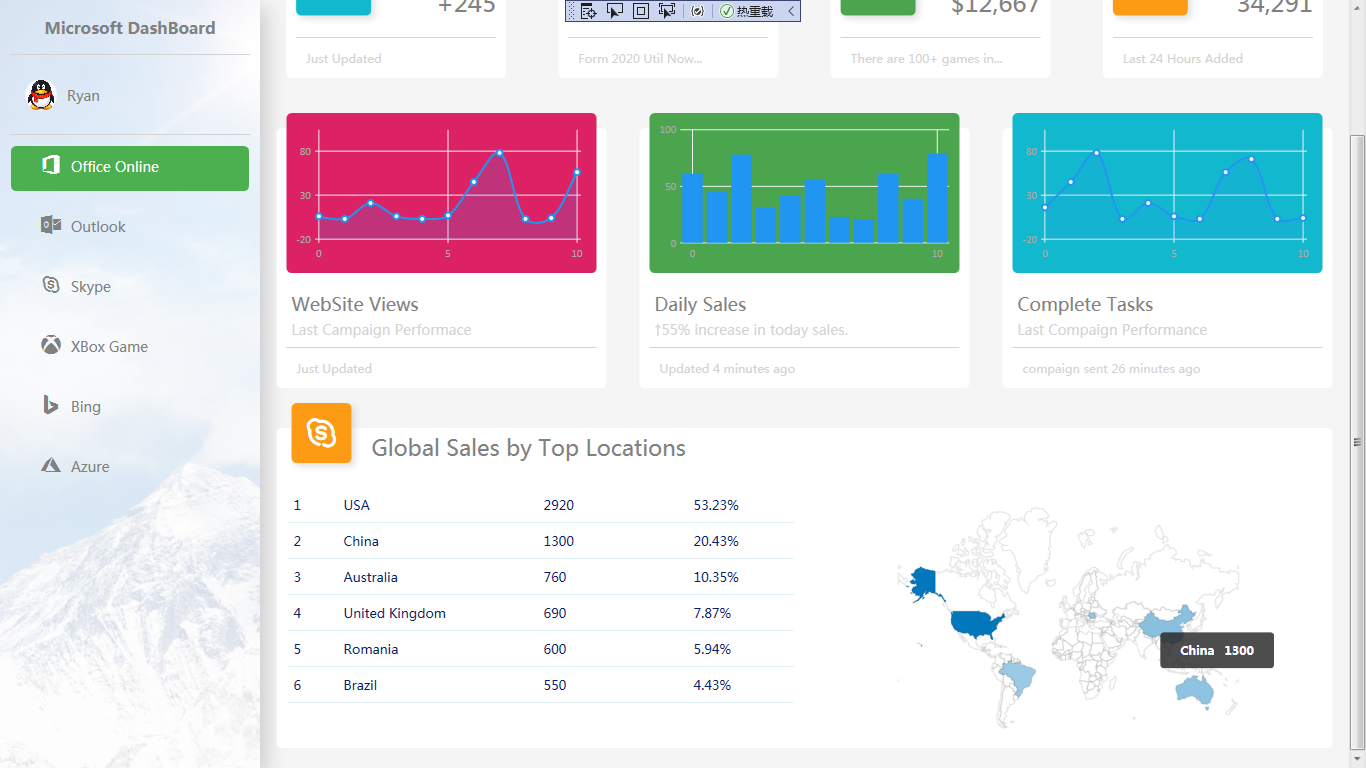 Microsoft DashBoard
Ryan
Office Online
Outlook
Skype
XBox Game
Bing
Azure
热重载
+245
$12,667
34,291
Just Updated
Form 2020 Util Now...
There are 100+ games in...
Last 24 Hours Added
80
30
-20
0
5
10
WebSite Views
Last Campaign Performace
Just Updated
100
50
0
0
10
Daily Sales
↑55% increase in today sales.
Updated 4 minutes ago
80
30
-20
0
5
10
Complete Tasks
Last Compaign Performance
compaign sent 26 minutes ago
Global Sales by Top Locations
1 USA 2920 53.23%
2 China 1300 20.43%
3 Australia 760 10.35%
4 United Kingdom 690 7.87%
5 Romania 600 5.94%
6 Brazil 550 4.43%
China 1300